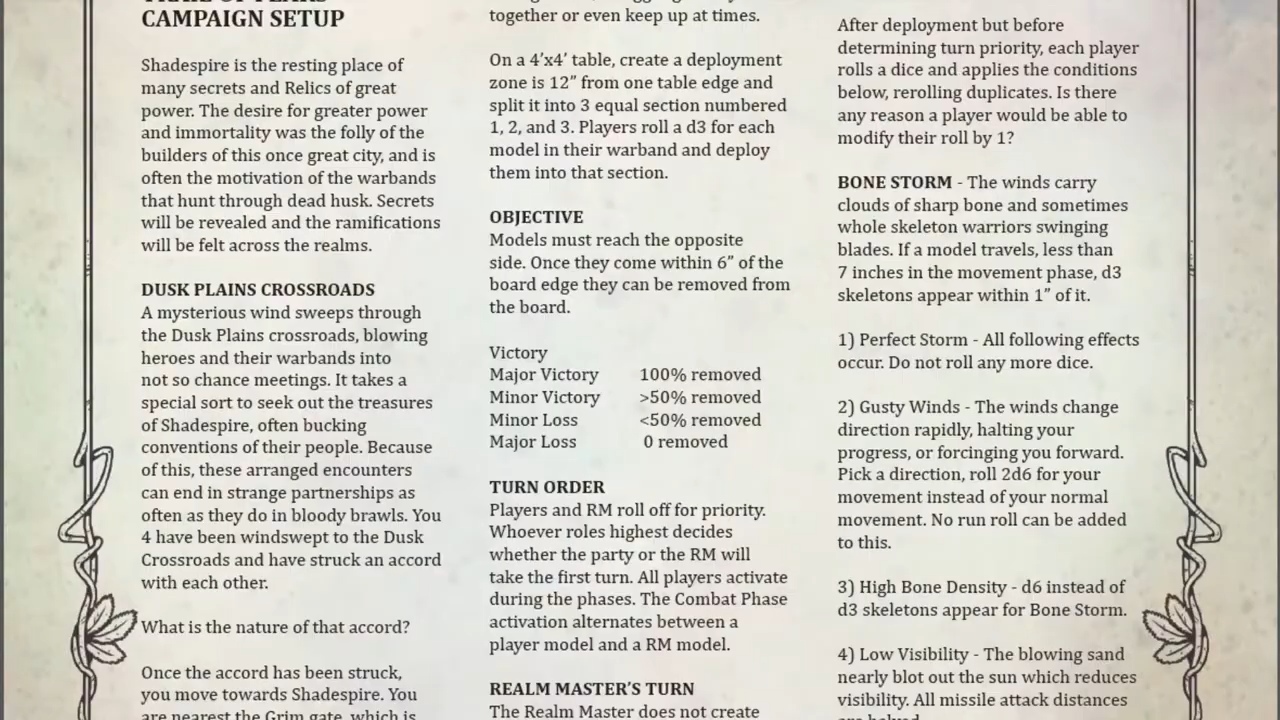 CAMPAIGN SETUP
Shadespire is the resting place of
many secrets and Relics of great
power. The desire for greater power
and immortality was the folly of the
builders of this once great city, and is
often the motivation of the warbands
that hunt through dead husk. Secrets
will be revealed and the ramifications
will be felt across the realms.
DUSK PLAINS CROSSROADS
A mysterious wind sweeps through
the Dusk Plains crossroads, blowing
heroes and their warbands into
not so chance meetings. It takes a
special sort to seek out the treasures
of Shadespire, often bucking
conventions of their people. Because
of this, these arranged encounters
can end in strange partnerships as
often as they do in bloody brawls. You
4 have been windswept to the Dusk
Crossroads and have struck an accord
with each other.
What is the nature of that accord?
Once the accord has been struck,
you move towards Shadespire. You
are nearest the Grim gate, which is
together or even keep up at times.
On a 4’x4’ table, create a deployment
zone is 12” from one table edge and
split it into 3 equal section numbered
1, 2, and 3. Players roll a d3 for each
model in their warband and deploy
them into that section.
OBJECTIVE
Models must reach the opposite
side. Once they come within 6” of the
board edge they can be removed from
the board.
Victory
Major Victory 100% removed
Minor Victory >50% removed
Minor Loss <50% removed
Major Loss 0 removed
TURN ORDER
Players and RM roll off for priority.
Whoever roles highest decides
whether the party or the RM will
take the first turn. All players activate
during the phases. The Combat Phase
activation alternates between a
player model and a RM model.
REALM MASTER’S TURN
The Realm Master does not create
After deployment but before
determining turn priority, each player
rolls a dice and applies the conditions
below, rerolling duplicates. Is there
any reason a player would be able to
modify their roll by 1?
BONE STORM - The winds carry
clouds of sharp bone and sometimes
whole skeleton warriors swinging
blades. If a model travels, less than
7 inches in the movement phase, d3
skeletons appear within 1” of it.
1) Perfect Storm - All following effects
occur. Do not roll any more dice.
2) Gusty Winds - The winds change
direction rapidly, halting your
progress, or forcinging you forward.
Pick a direction, roll 2d6 for your
movement instead of your normal
movement. No run roll can be added
to this.
3) High Bone Density - d6 instead of
d3 skeletons appear for Bone Storm.
4) Low Visibility - The blowing sand
nearly blot out the sun which reduces
visibility. All missile attack distances